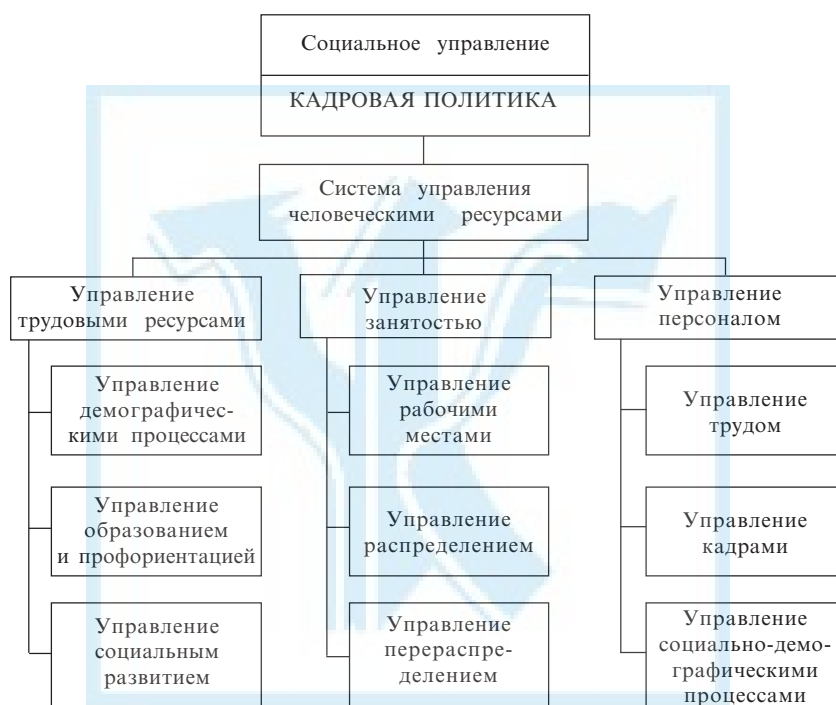 Социальное управление
КАДРОВАЯ ПОЛИТИКА
Система управления
человеческими ресурсами
Управление
трудовыми ресурсами
Управление
занятостью
Управление
персоналом
Управление
демографичес-
кими процессами
Управление
рабочими
местами
Управление
трудом
Управление
образованием
и профориентацией
Управление
распределением
Управление
кадрами
Управление
социальным
развитием
Управление
перераспре-
делением
Управление
социально-демо-
графическими
процессами